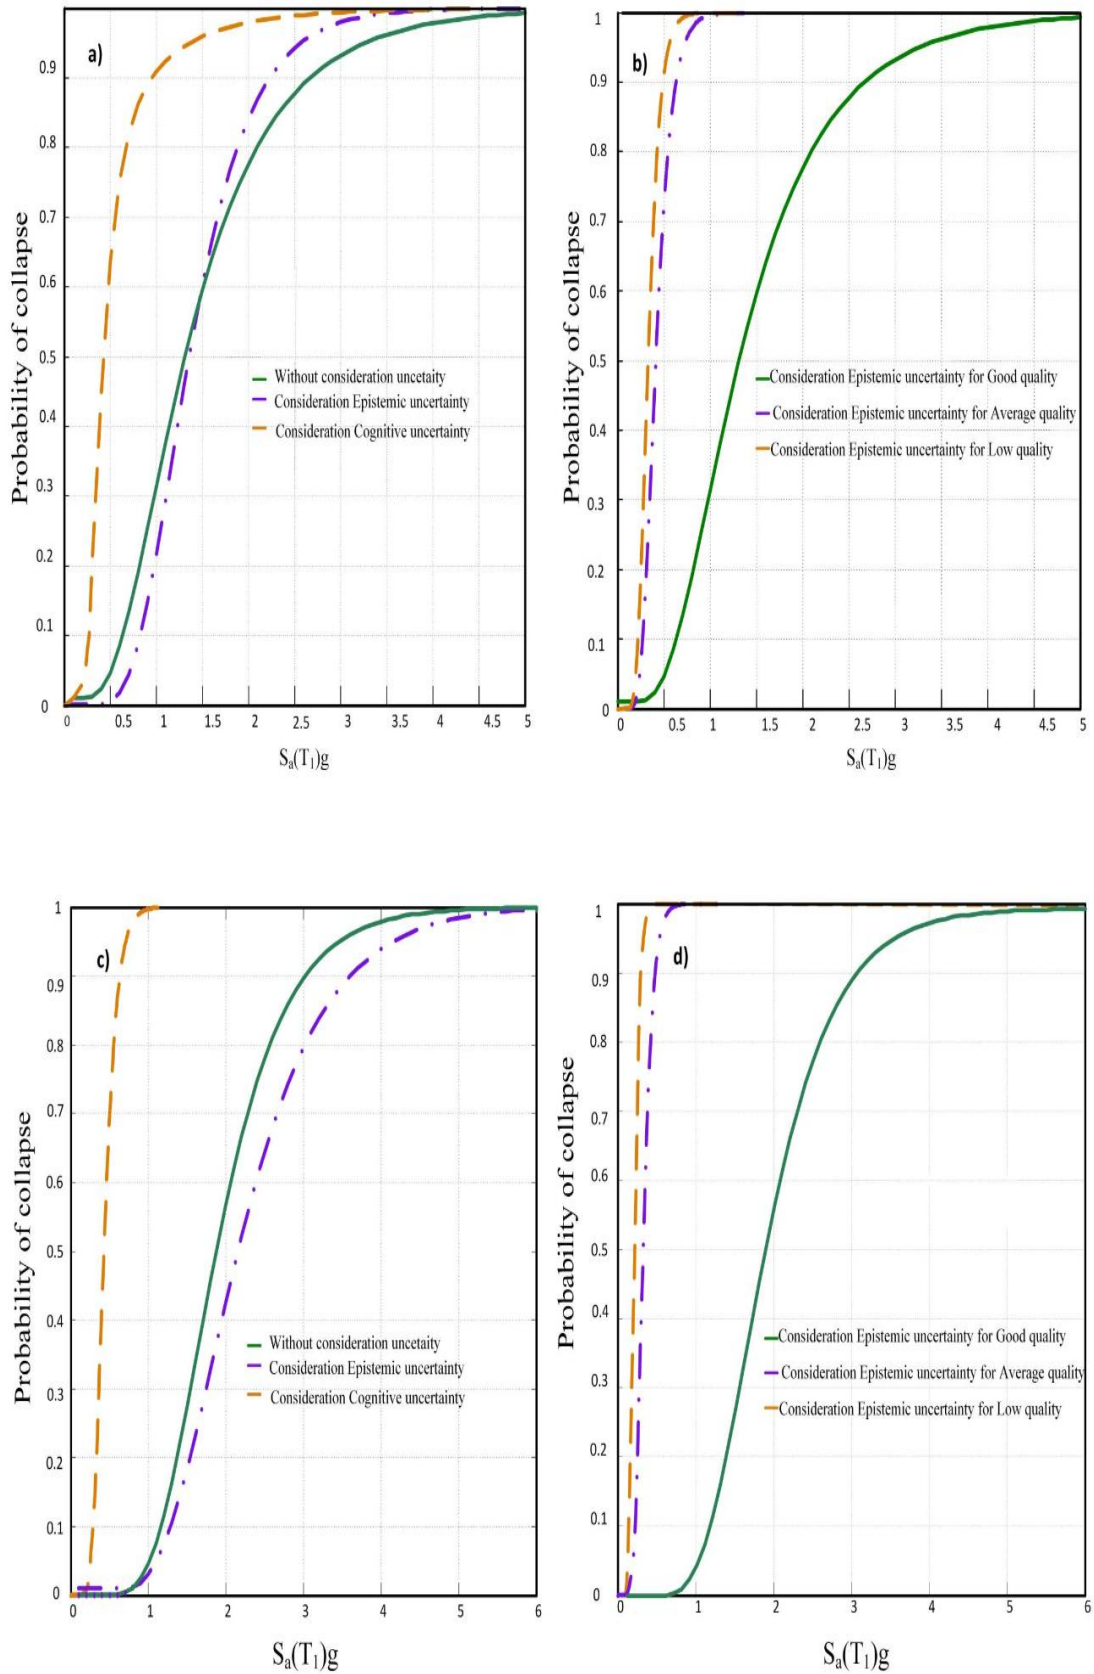 a)
0.9
0.8
0.7
0.6
0.5
0.4
0.3
0.2
0.1
0
Probability of collapse
Without consideration uncetaity
Consideration Epistemic uncertainty
Consideration Cognitive uncertainty
0 0.5 1 1.5 2 2.5 3 3.5 4 4.5 5
Sa(T1)g
b)
1
0.9
0.8
0.7
0.6
0.5
0.4
0.3
0.2
0.1
0
Probability of collapse
Consideration Epistemic uncertainty for Good quality
Consideration Epistemic uncertainty for Average quality
Consideration Epistemic uncertainty for Low quality
0 0.5 1 1.5 2 2.5 3 3.5 4 4.5 5
Sa(T1)g
c)
1
0.9
0.8
0.7
0.6
0.5
0.4
0.3
0.2
0.1
0
Probability of collapse
Without consideration uncetaity
Consideration Epistemic uncertainty
Consideration Cognitive uncertainty
0 1 2 3 4 5 6
Sa(T1)g
d)
1
0.9
0.8
0.7
0.6
0.5
0.4
0.3
0.2
0.1
0
Probability of collapse
Consideration Epistemic uncertainty for Good quality
Consideration Epistemic uncertainty for Average quality
Consideration Epistemic uncertainty for Low quality
0 1 2 3 4 5 6
Sa(T1)g